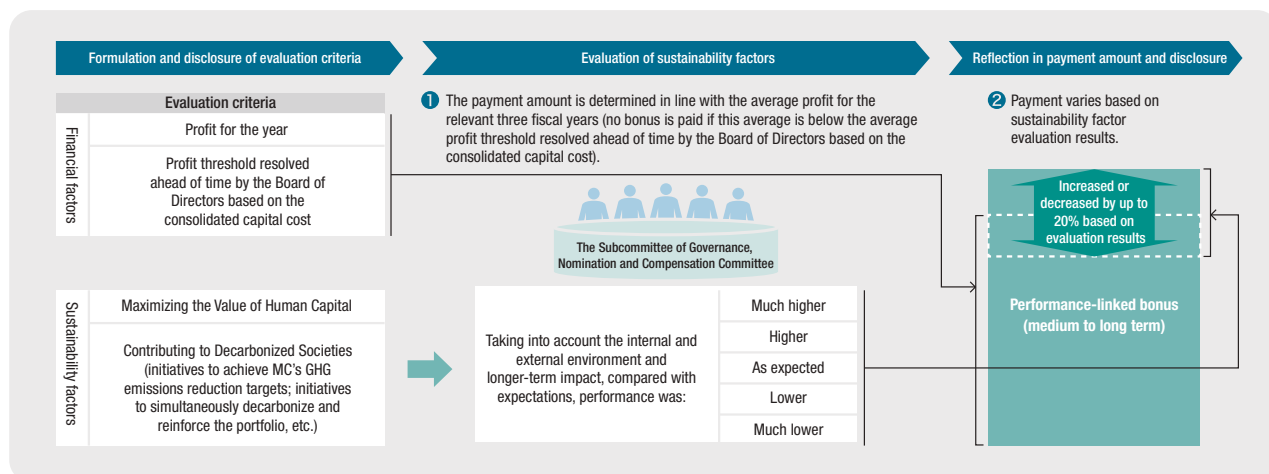 Formulation and disclosure of evaluation criteria
Evaluation of sustainability factors
Reflection in payment amount and disclosure
Evaluation criteria
Financial factors
Profit for the year
Profit threshold resolved
ahead of time by the Board of
Directors based on the
consolidated capital cost
1 The payment amount is determined in line with the average profit for the
relevant three fiscal years (no bonus is paid if this average is below the average
profit threshold resolved ahead of time by the Board of Directors based on the
consolidated capital cost).
2 Payment varies based on
sustainability factor
evaluation results.
The Subcommittee of Governance,
Nomination and Compensation Committee
Increased or
decreased by up to
20% based on
evaluation results
Performance-linked bonus
(medium to long term)
Sustainability factors
Maximizing the Value of Human Capital
Contributing to Decarbonized Societies
(initiatives to achieve MC's GHG
emissions reduction targets; initiatives
to simultaneously decarbonize and
reinforce the portfolio, etc.)
Taking into account the internal and
external environment and
longer-term impact, compared with
expectations, performance was:
Much higher
Higher
As expected
Lower
Much lower